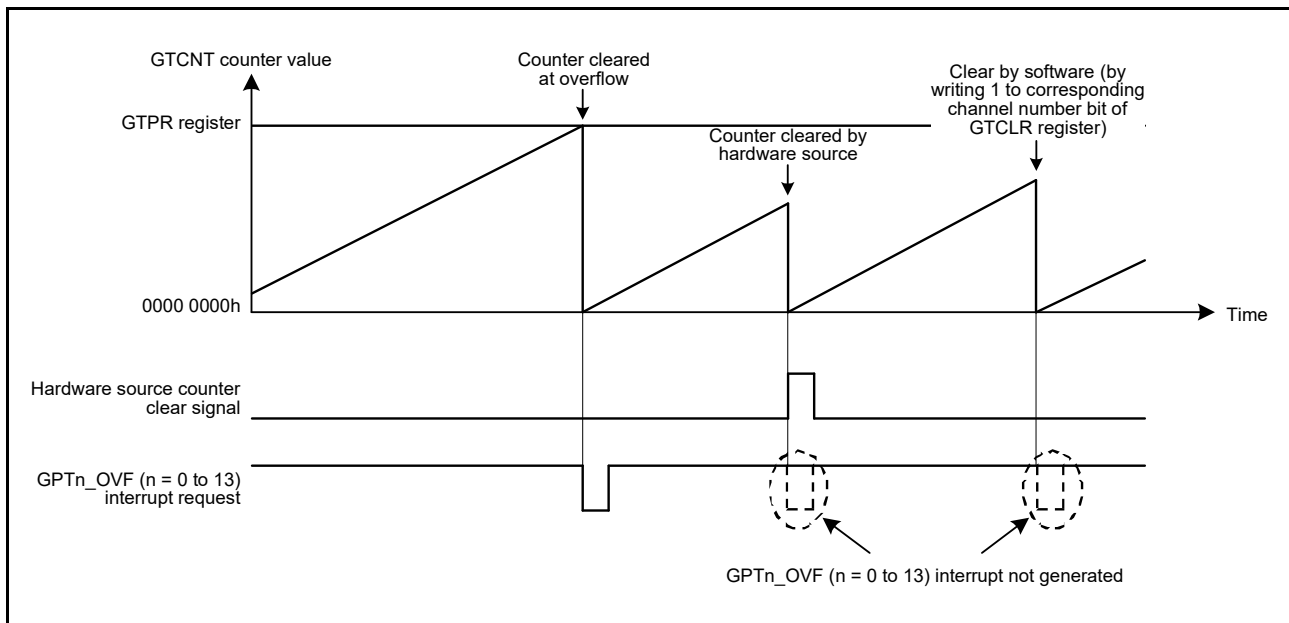 GTCNT counter value
Counter cleared
at overflow
Clear by software (by
writing 1 to corresponding
channel number bit of
GTCLR register)
GTPR register
Counter cleared by
hardware source
0000 0000h
Time
Hardware source counter
clear signal
GPTn_OVF (n = 0 to 13)
interrupt request
GPTn_OVF (n = 0 to 13) interrupt not generated